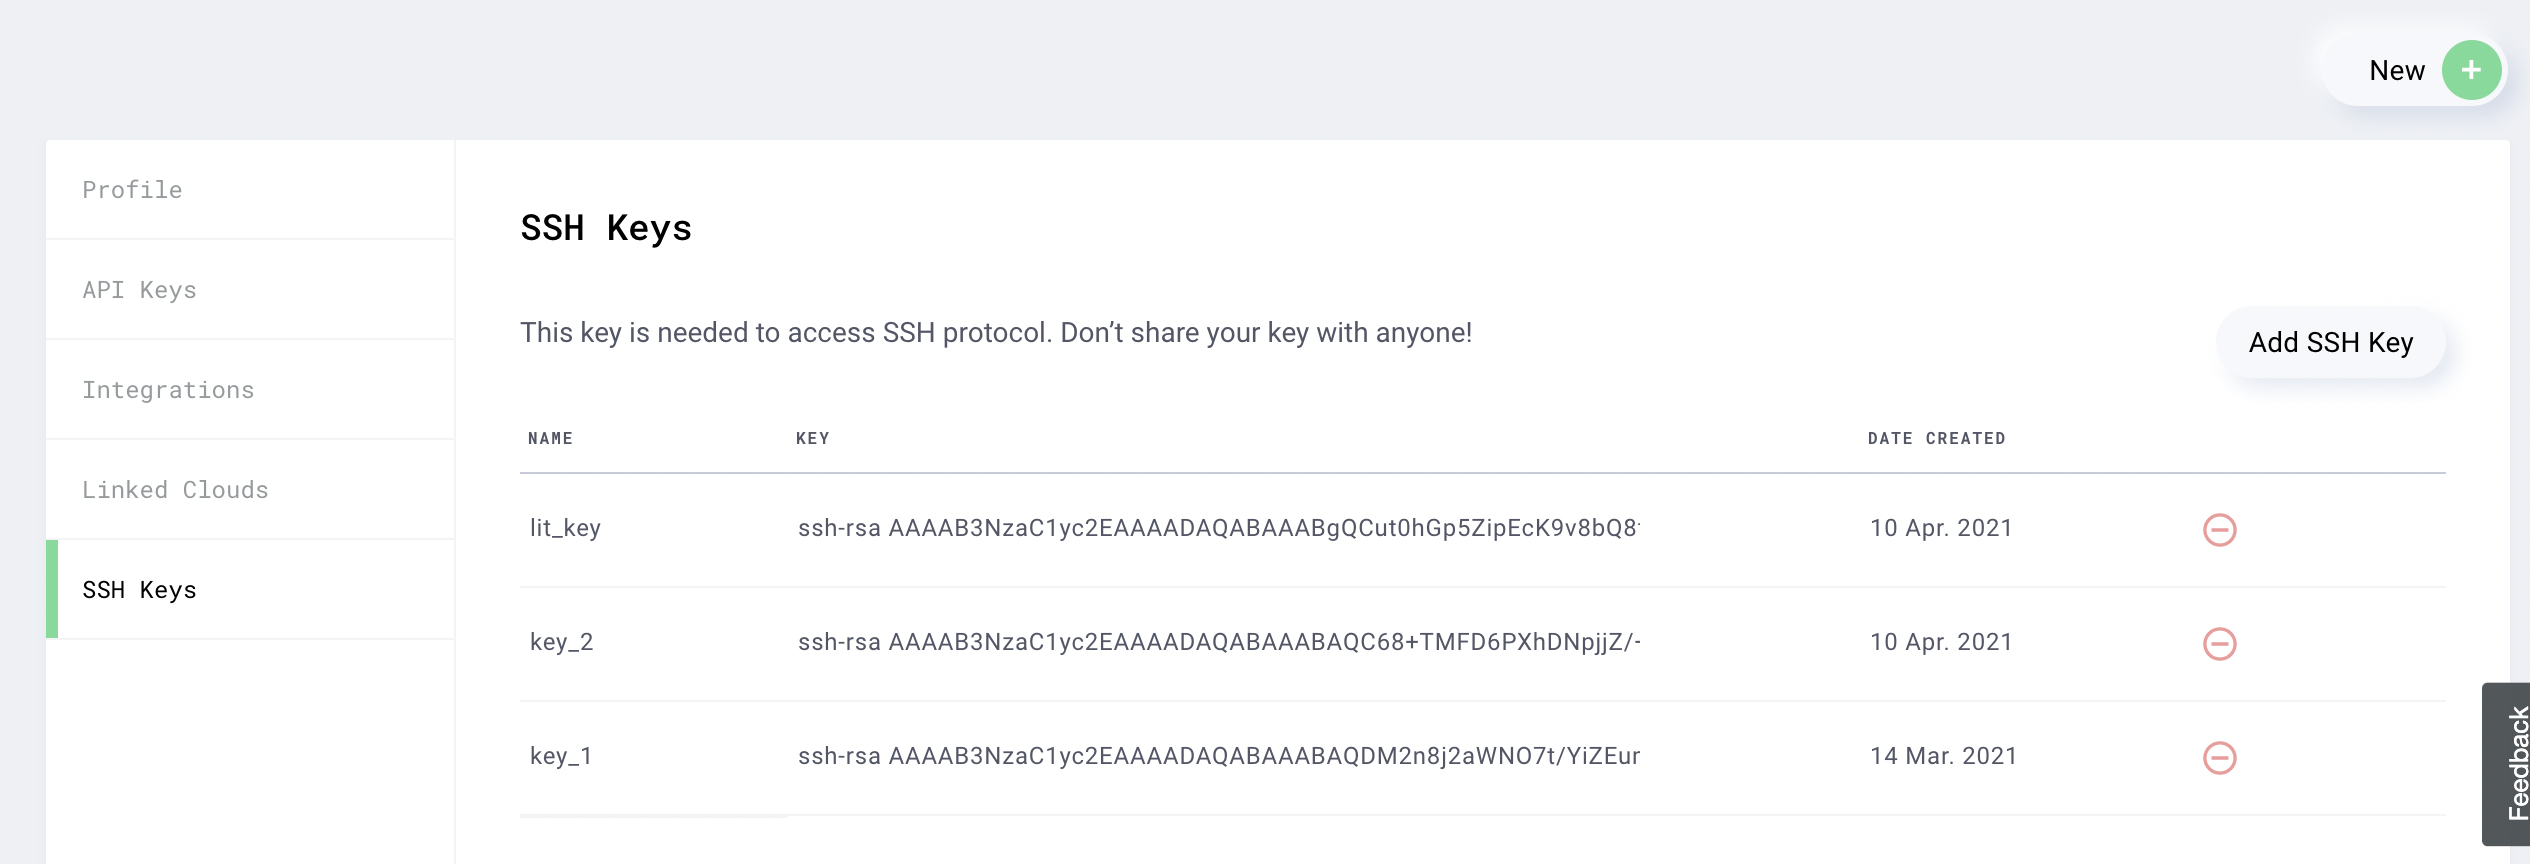 New
Profile
API Keys
Integrations
Linked Clouds
SSH Keys
SSH Keys
This key is needed to access SSH protocol. Don’t share your key with anyone!
Add SSH Key
NAME KEY DATE CREATED
lit_key ssh-rsa AAAAB3NzaC1yc2EAAAADAQABAAABgQCut0hGp5ZipEcK9v8bQ8 10 Apr. 2021
key_2 ssh-rsa AAAAB3NzaC1yc2EAAAADAQABAAABAQC68+TMFD6PXhDNpjjZ/ 10 Apr. 2021
key_1 ssh-rsa AAAAB3NzaC1yc2EAAAADAQABAAABAQDM2n8j2aWNO7t/YiZEur 14 Mar. 2021
Feedback